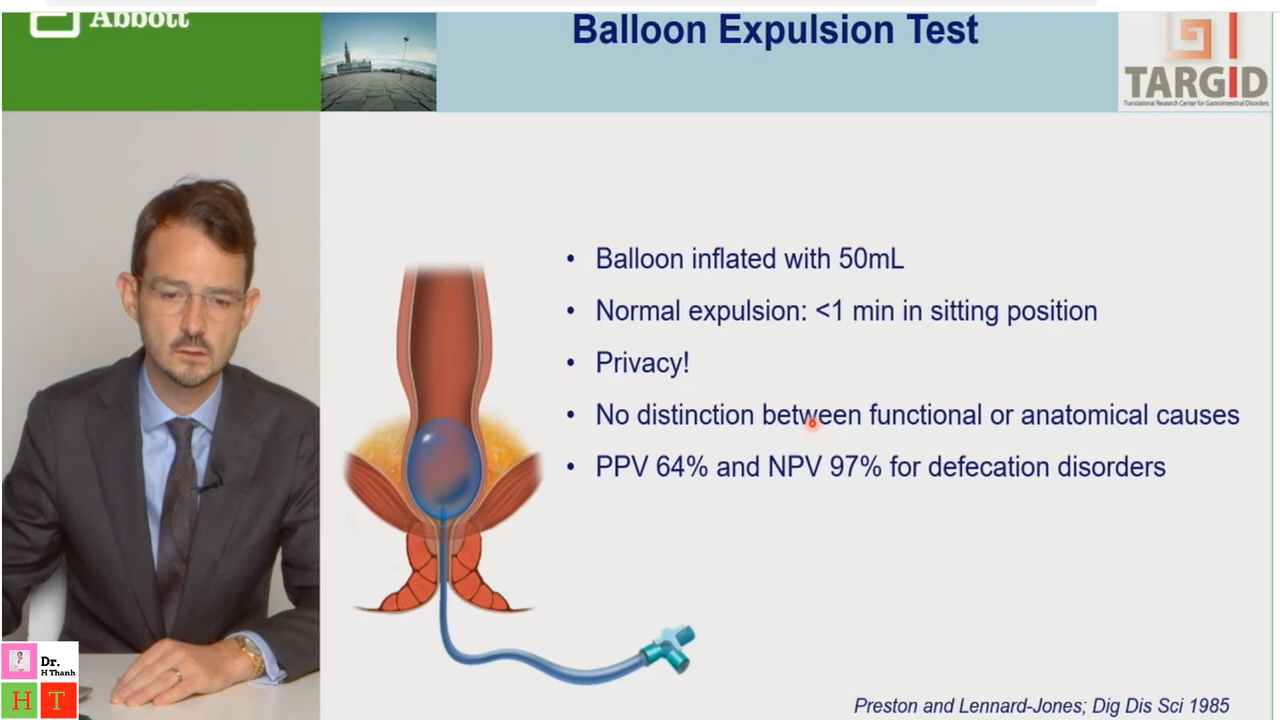 Abbott
Balloon Expulsion Test
TARGID
Translational Research Center for Gastrointestinal Disorders
• Balloon inflated with 50mL
• Normal expulsion: <1 min in sitting position
• Privacy!
• No distinction between functional or anatomical causes
• PPV 64% and NPV 97% for defecation disorders
Dr.
H Thanh
H T
Preston and Lennard-Jones; Dig Dis Sci 1985